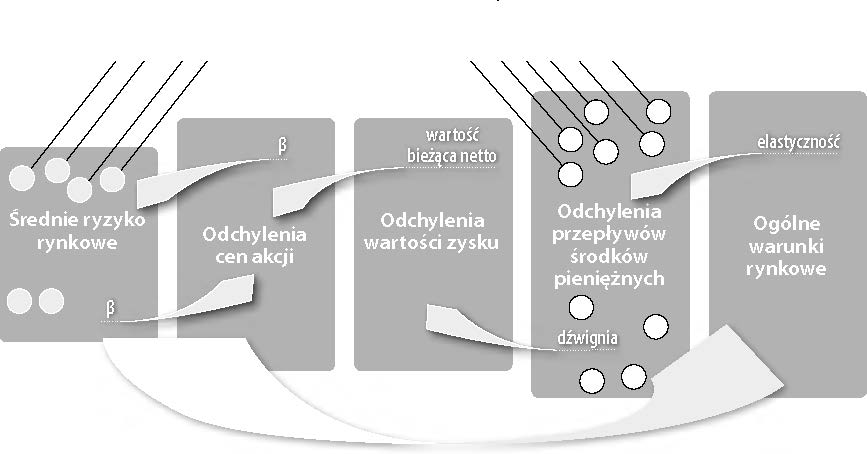 β
wartość
bieżąca netto
elastyczność
Średnie ryzyko
rynkowe
Odchylenia
cen akcji
Odchylenia
wartości zysku
Odchylenia
przepływów
środków
pieniężnych
Ogólne
warunki
rynkowe
β
dźwignia